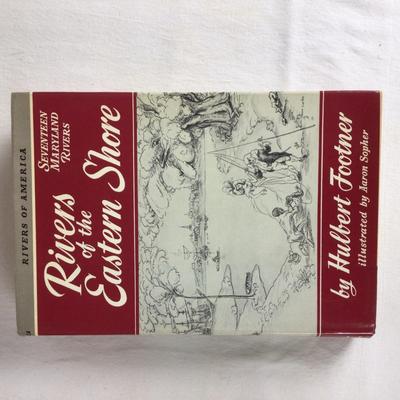 RIVERS OF AMERICA
SEVENTEEN
MARYLAND
RIVERS
Rivers
of the
Eastern Shore
by Hulbert Footner
illustrated by Aaron Sopher